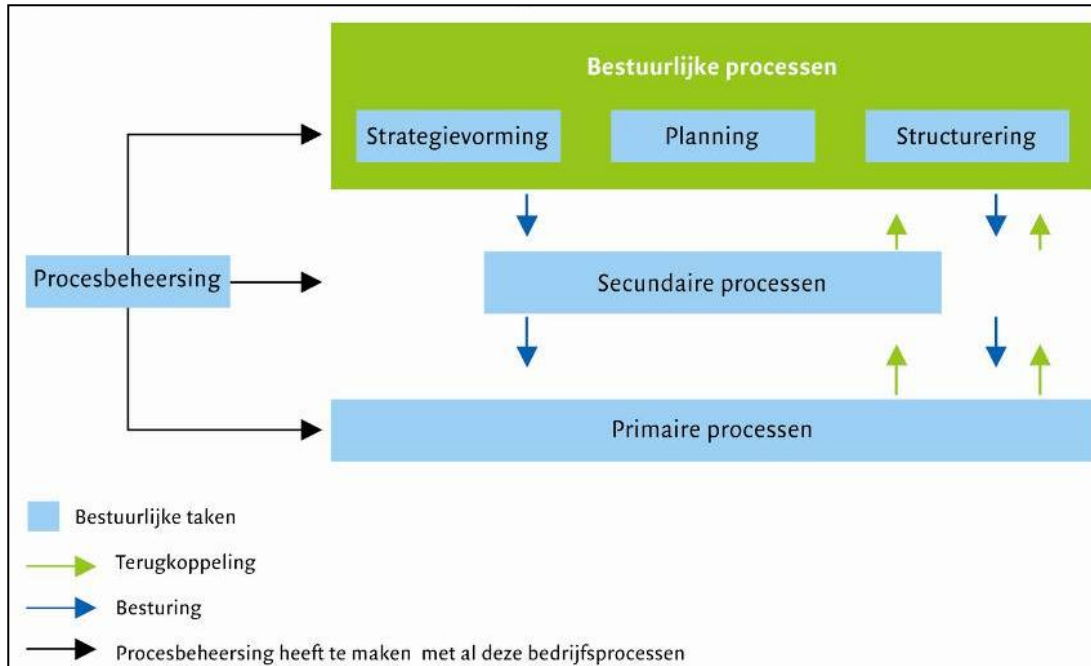 Bestuurlijke processen
Strategievorming
Planning
Structurering
Procesbeheersing
Secundaire processen
Primaire processen
Bestuurlijke taken
Terugkoppeling
Besturing
Procesbeheersing heeft te maken met al deze bedrijfsprocessen